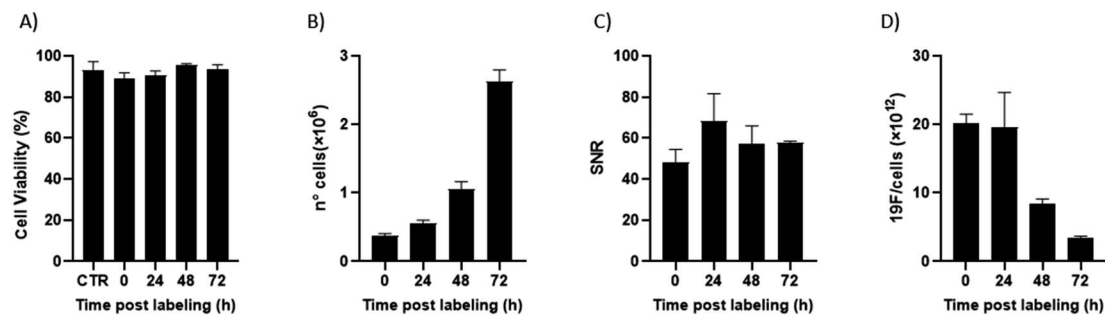 A)
Cell Viability (%)
100
80
60
40
20
0
CTR 0 24 48 72
Time post labeling (h)
B)
n° cells(×10⁶)
3
2
1
0
0 24 48 72
Time post labeling (h)
C)
SNR
100
80
60
40
20
0
0 24 48 72
Time post labeling (h)
D)
19F/cells (×10¹²)
30
20
10
0
0 24 48 72
Time post labeling (h)